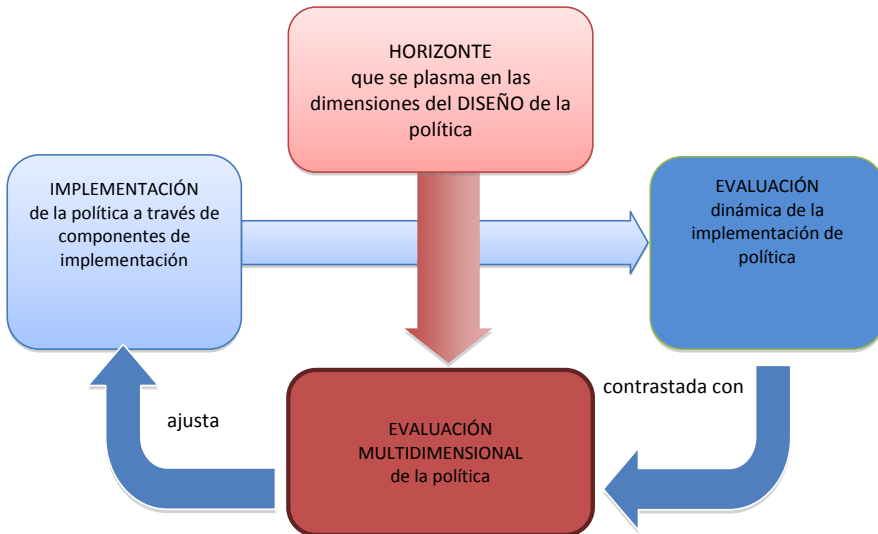 HORIZONTE
que se plasma en las
dimensiones del DISEÑO de la
política
IMPLEMENTACIÓN
de la política a través de
componentes de
implementación
EVALUACIÓN
dinámica de la
implementación de
política
contrastada con
ajusta
EVALUACIÓN
MULTIDIMENSIONAL
de la política